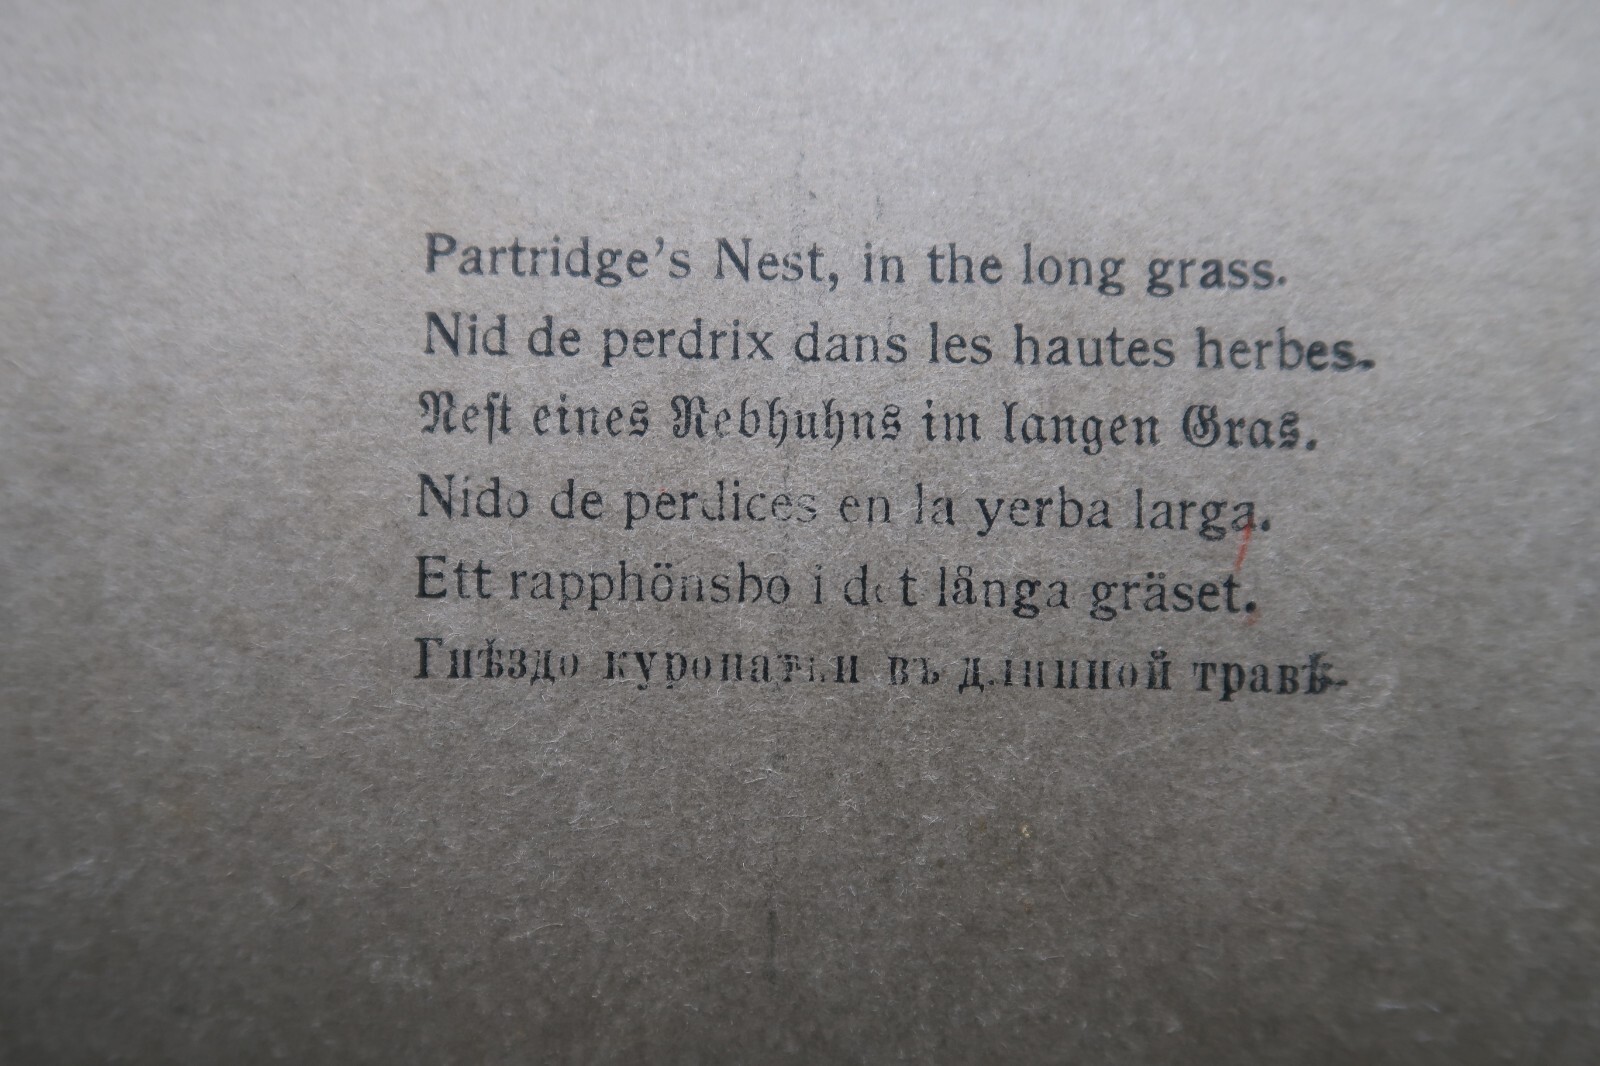 Partridge's Nest, in the long grass.
Nid de perdrix dans les hautes herbes.
Neſt eines Rebhuhns im langen Gras.
Nido de perdices en la yerba larga.
Ett rapphönsbo i det långa gräset.
Гнѣздо куропатки въ длинной травѣ.